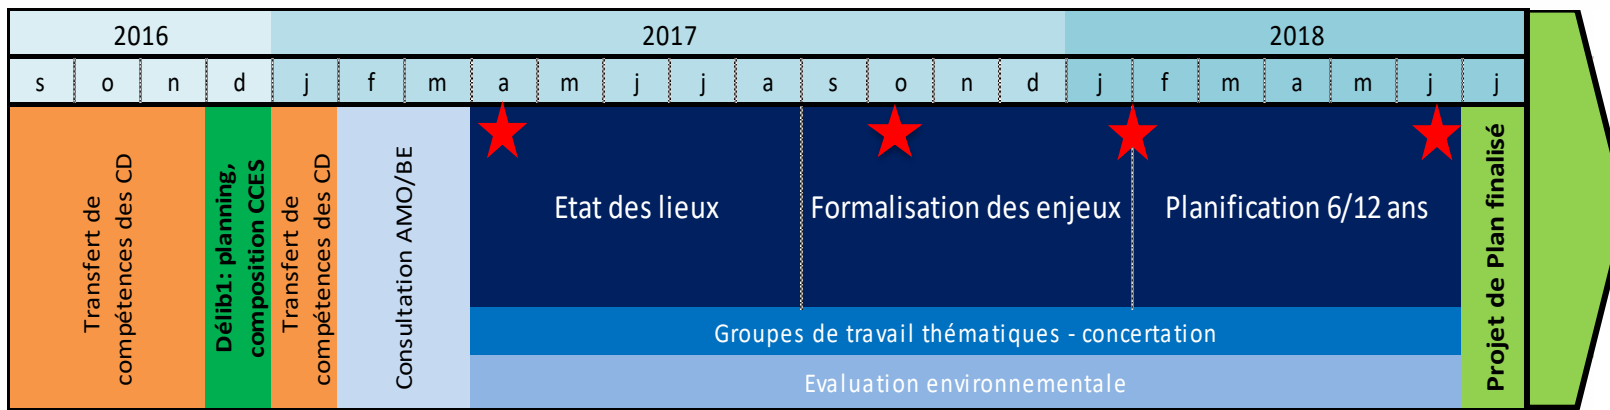 2016 2017 2018
s o n d j f m a m j j a s o n d j f m a m j j
Transfert de
compétences des CD
Délib1: planning,
composition CCES
Transfert de
compétences des CD
Consultation AMO/BE
Etat des lieux
Formalisation des enjeux
Planification 6/12 ans
Groupes de travail thématiques - concertation
Evaluation environnementale
Projet de Plan finalisé